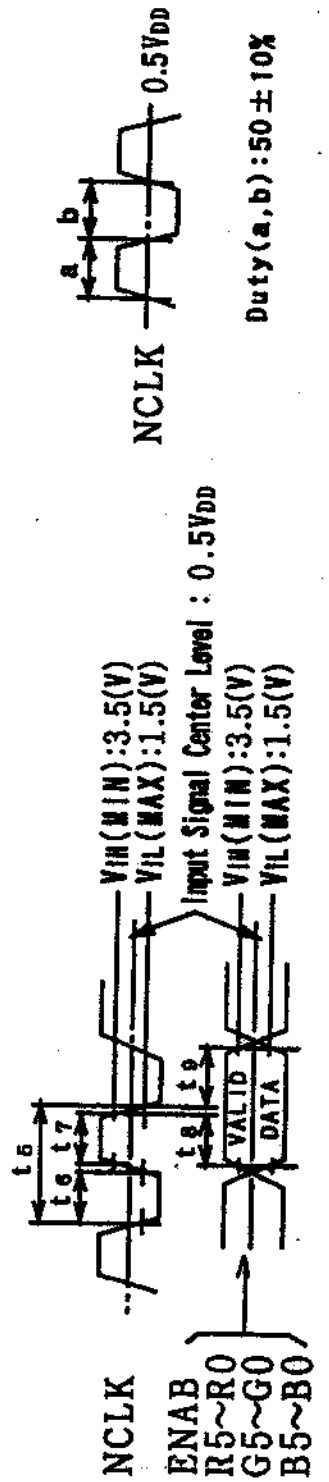 NCLK
t5
t6
t7
VIH(MIN):3.5(V)
VIL(MAX):1.5(V)
Input Signal Center Level : 0.5VDD
ENAB
R5~R0
G5~G0
B5~B0
t8
t9
VALID
DATA
VIH(MIN):3.5(V)
VIL(MAX):1.5(V)
NCLK
a
b
0.5VDD
Duty(a,b):50±10%